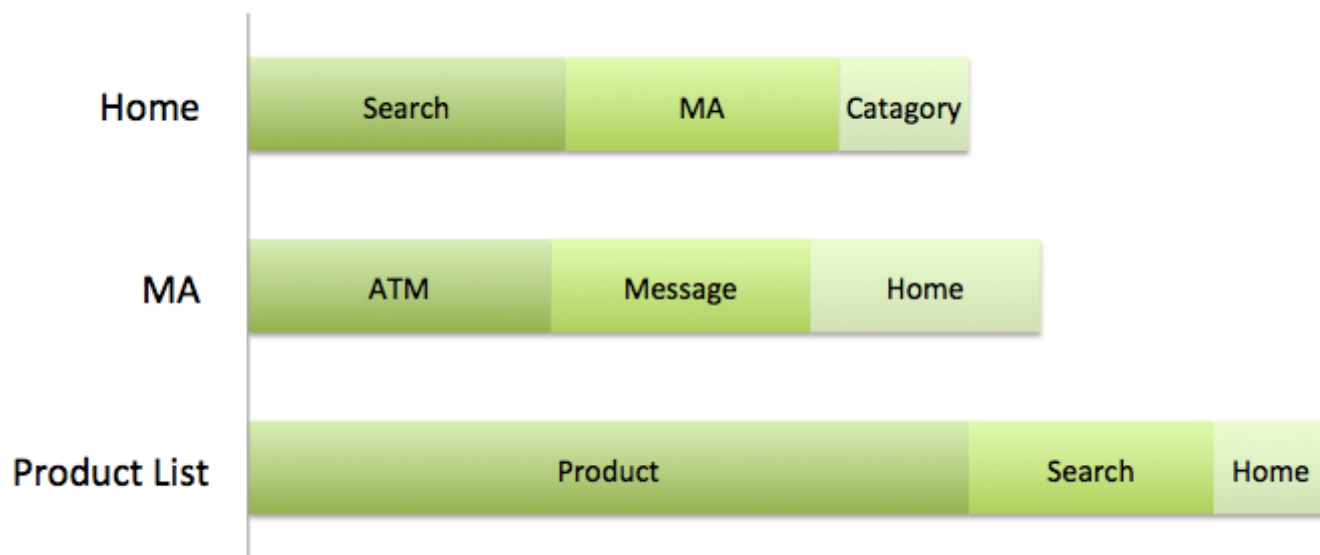 Home
Search
MA
Catagory
MA
ATM
Message
Home
Product List
Product
Search
Home